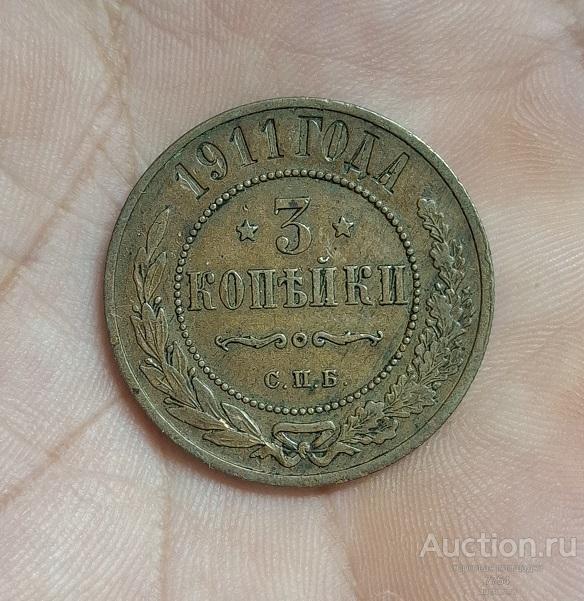 1911 ГОДА
3
КОПѢЙКИ
С.П.Б.
Auction.ru